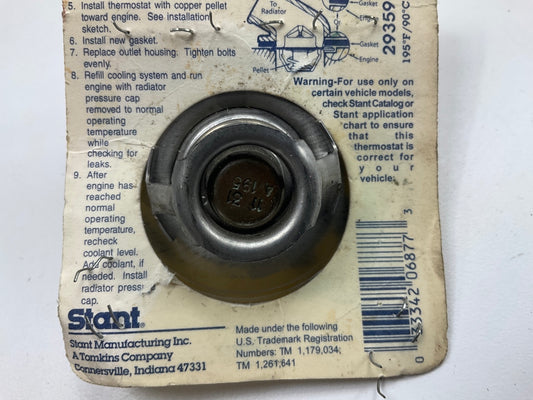 5. Install thermostat with copper pellet
toward engine. See installation
sketch.
6. Install new gasket.
7. Replace outlet housing. Tighten bolts
evenly.
8. Refill cooling system and run
engine with radiator
pressure cap
removed to normal
operating
temperature
while
checking for
leaks.
9. After
engine has
reached
normal
operating
temperature,
recheck
coolant level.
Add coolant, if
needed. Install
radiator pressure
cap.
To
Radiator
Gasket
Gasket
Engine
Pellet
29359
195°F/90°C
Warning-For use only on
certain vehicle models,
check Stant Catalog or
Stant application
chart to ensure
that this
thermostat is
correct for
your
vehicle.
195
Stant®
Stant Manufacturing Inc.
A Tomkins Company
Connersville, Indiana 47331
Made under the following
U.S. Trademark Registration
Numbers: TM 1,179,034;
TM 1,261,641
0 33342 06877 3